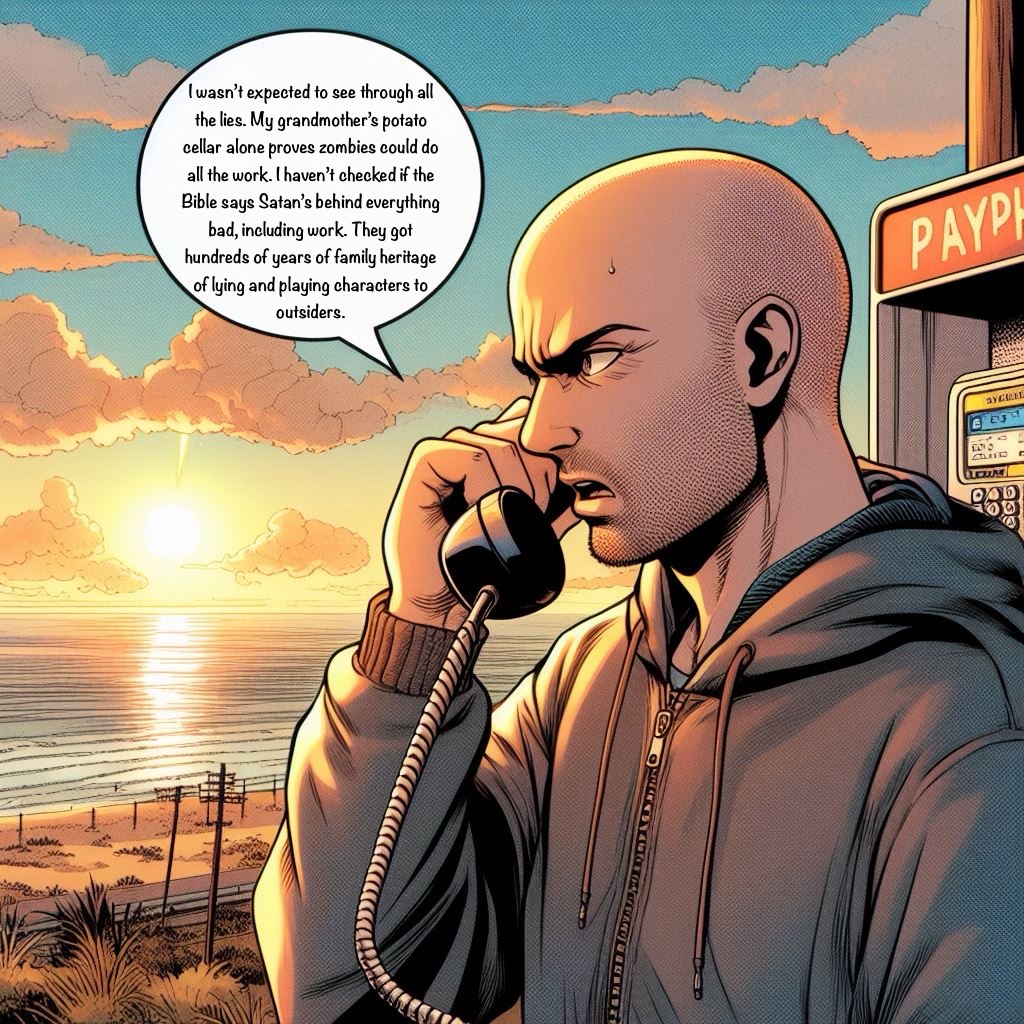 I wasn't expected to see through all
the lies. My grandmother's potato
cellar alone proves zombies could do
all the work. I haven't checked if the
Bible says Satan's behind everything
bad, including work. They got
hundreds of years of family heritage
of lying and playing characters to
outsiders.
PAYPH